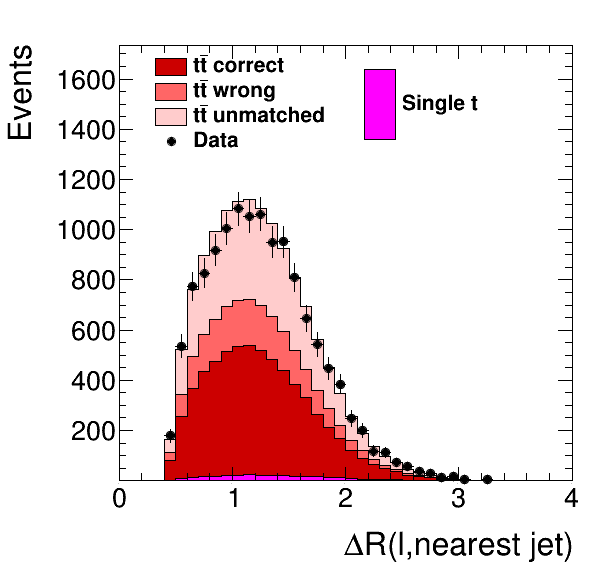 Events
1600
1400
1200
1000
800
600
400
200
tt̄ correct
tt̄ wrong
tt̄ unmatched
Data
Single t
0 1 2 3 4
ΔR(l,nearest jet)